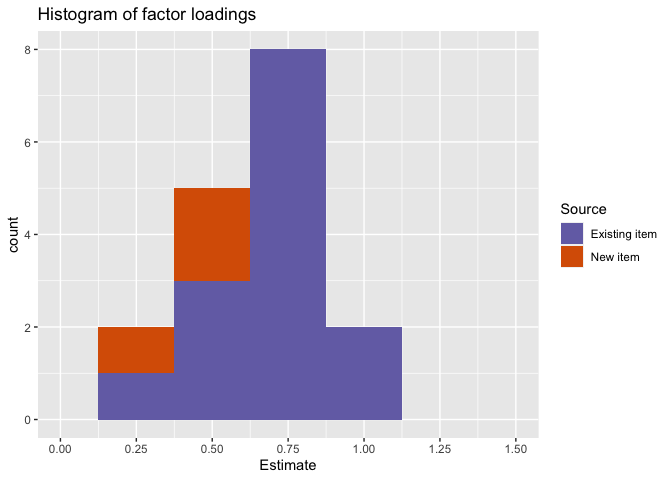 Histogram of factor loadings
8
6
4
2
0
count
0.00 0.25 0.50 0.75 1.00 1.25 1.50
Estimate
Source
Existing item
New item